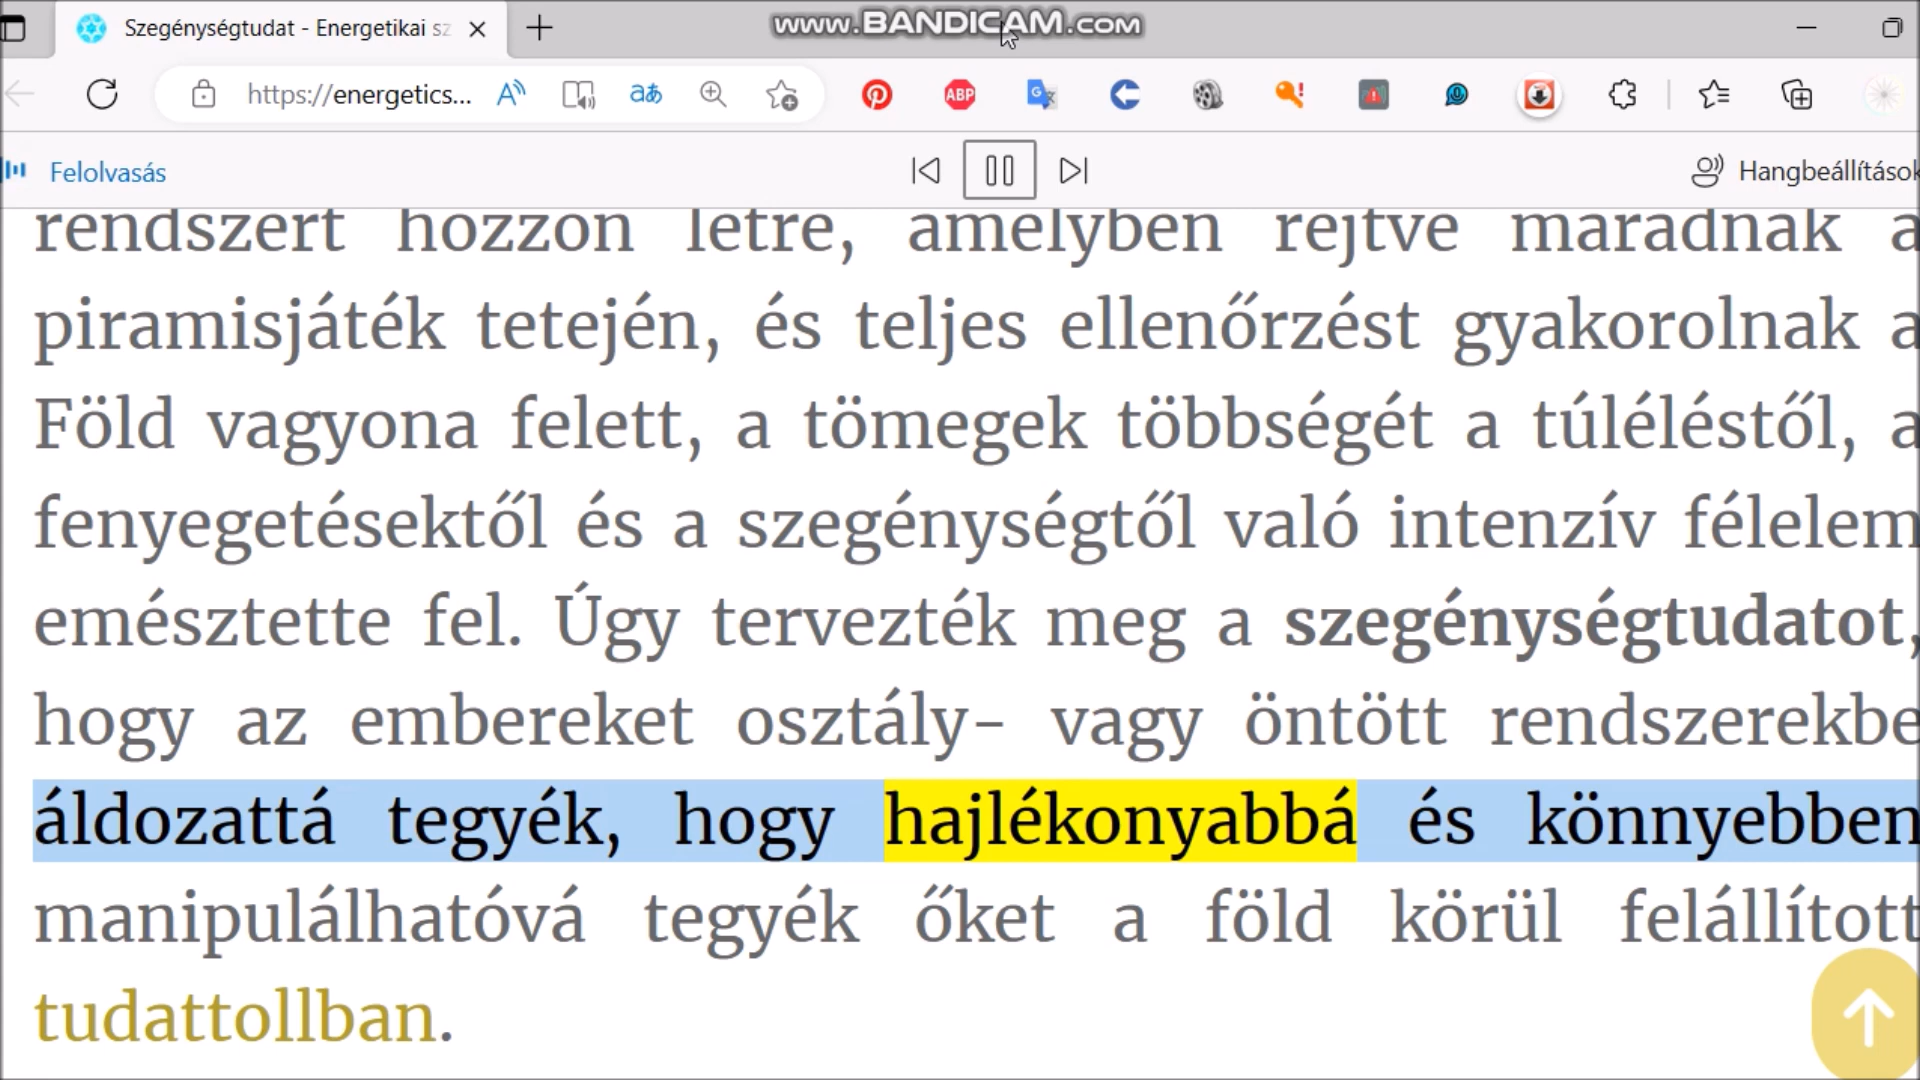 Szegénységtudat - Energetikai sz
www.BANDICAM.com
https://energetics...
aあ
ABP
Felolvasás
Hangbeállítások
rendszert hozzon létre, amelyben rejtve maradnak a
piramisjáték tetején, és teljes ellenőrzést gyakorolnak a
Föld vagyona felett, a tömegek többségét a túléléstől, a
fenyegetésektől és a szegénységtől való intenzív félelem
emésztette fel. Úgy tervezték meg a szegénységtudatot,
hogy az embereket osztály- vagy öntött rendszerekbe
áldozattá tegyék, hogy hajlékonyabbá és könnyebben
manipulálhatóvá tegyék őket a föld körül felállított
tudattollban.